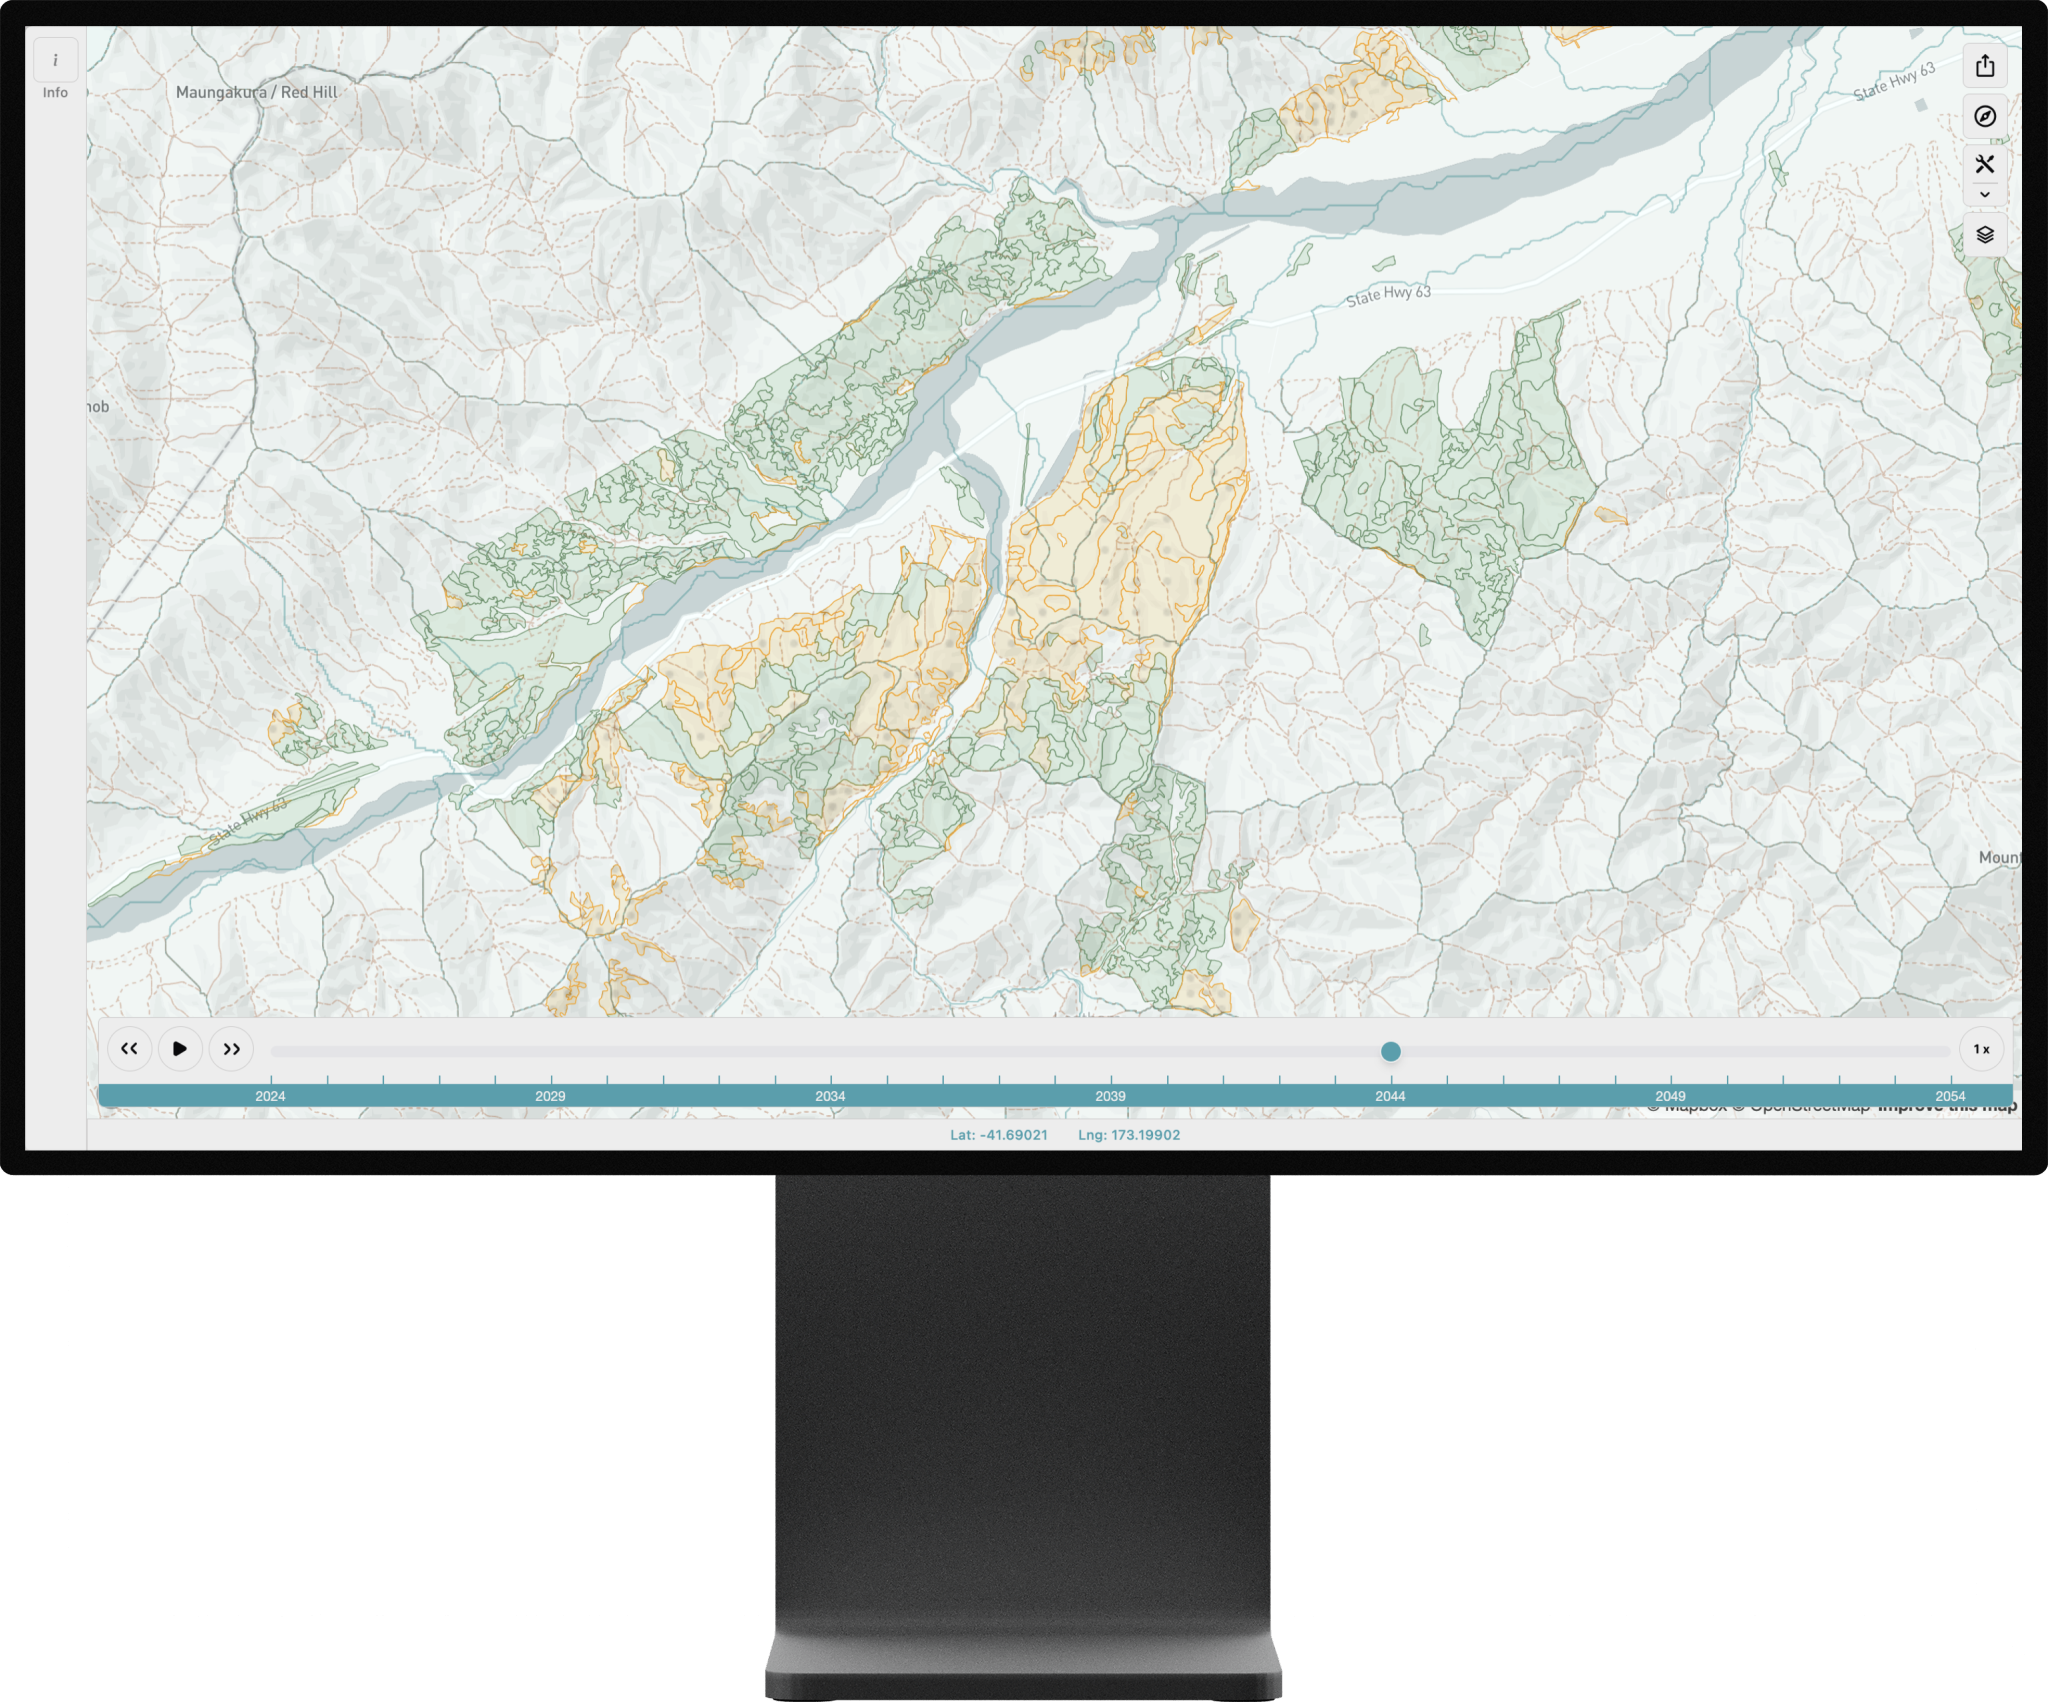 i
Info
Maungakura / Red Hill
State Hwy 63
State Hwy 63
nob
State Hwy 63
Mount
1 x
2024
2029
2034
2039
2044
2049
2054
© Mapbox © OpenStreetMap Improve this map
Lat: -41.69021 Lng: 173.19902